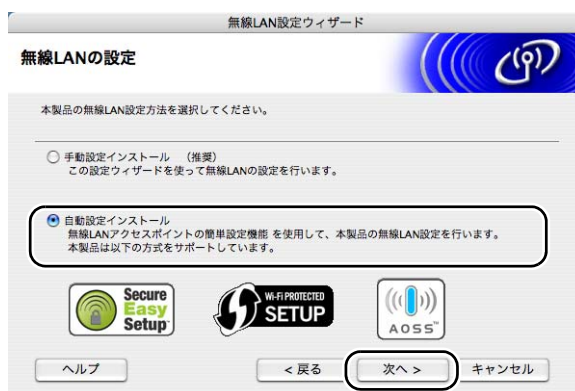 無線LAN設定ウィザード
無線LANの設定
本製品の無線LAN設定方法を選択してください。
手動設定インストール （推奨）
この設定ウィザードを使って無線LANの設定を行います。
自動設定インストール
無線LANアクセスポイントの簡単設定機能 を使用して、本製品の無線LAN設定を行います。
本製品は以下の方式をサポートしています。
Secure
Easy
Setup
Wi-Fi PROTECTED
SETUP
AOSS™
ヘルプ
< 戻る
次へ >
キャンセル